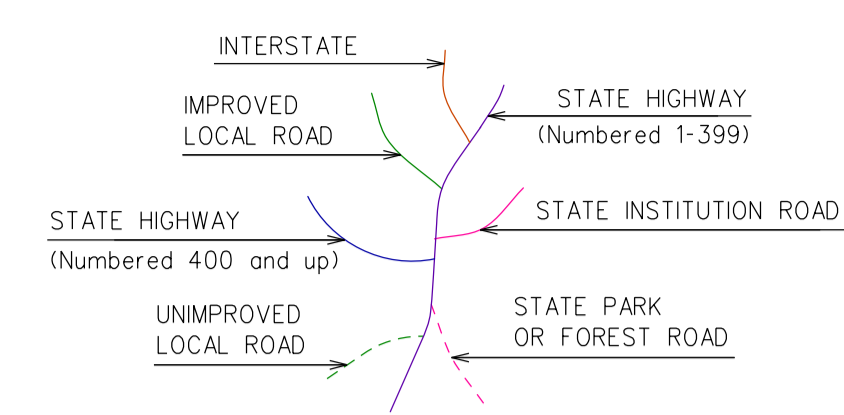 INTERSTATE
IMPROVED
LOCAL ROAD
STATE HIGHWAY
(Numbered 1-399)
STATE HIGHWAY
(Numbered 400 and up)
STATE INSTITUTION ROAD
UNIMPROVED
LOCAL ROAD
STATE PARK
OR FOREST ROAD